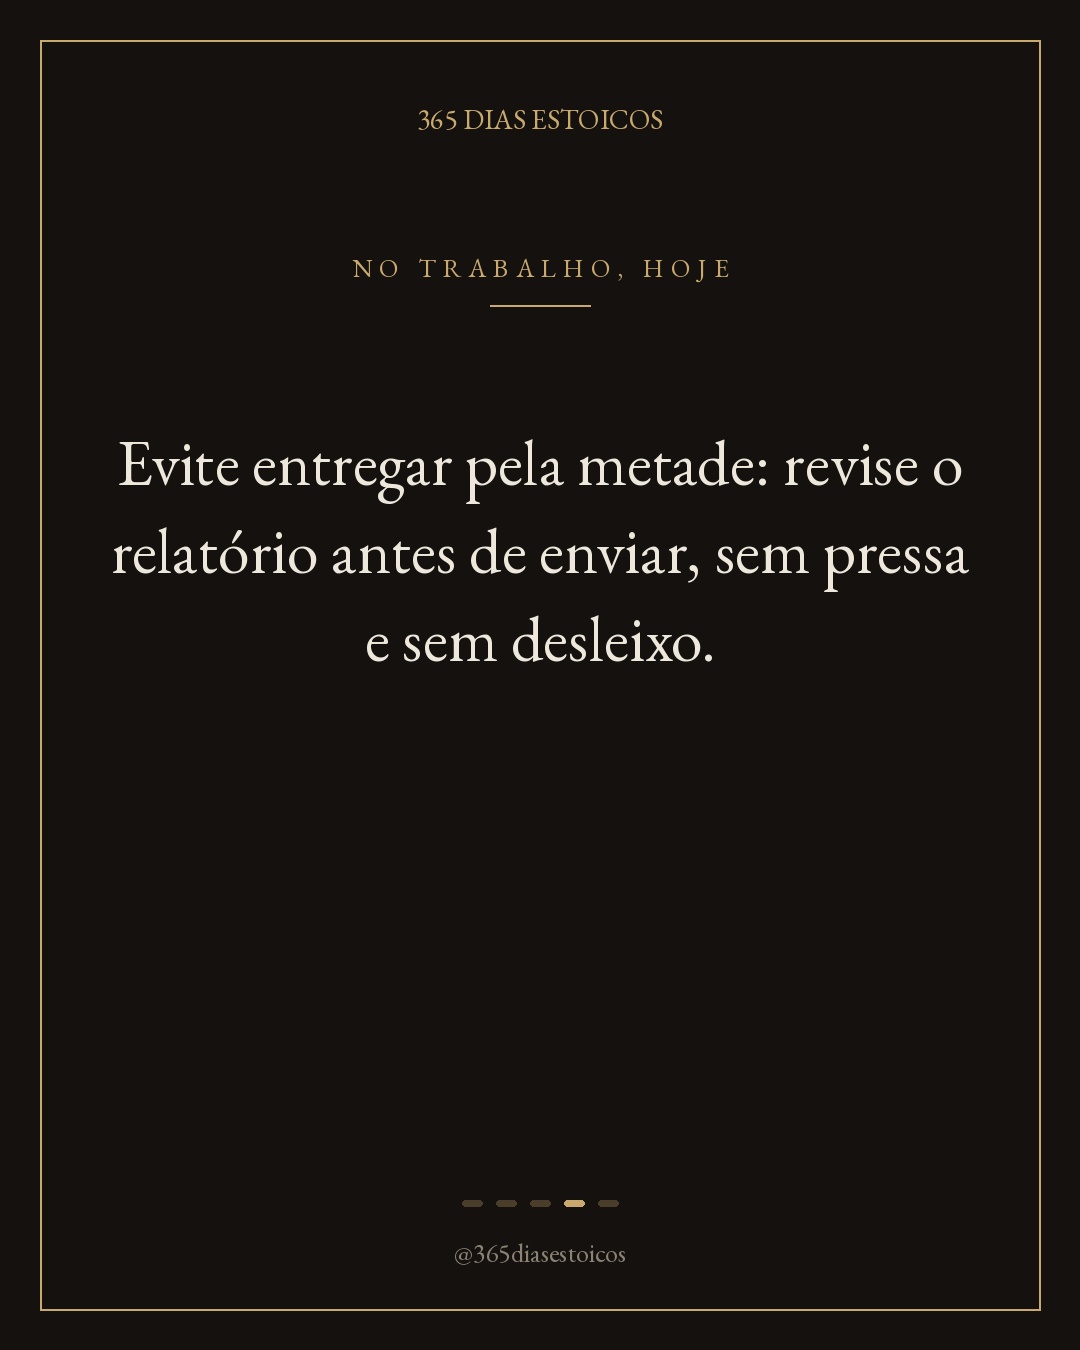 365 DIAS ESTOICOS
NO TRABALHO, HOJE
Evite entregar pela metade: revise o
relatório antes de enviar, sem pressa
e sem desleixo.
@365diasestoicos